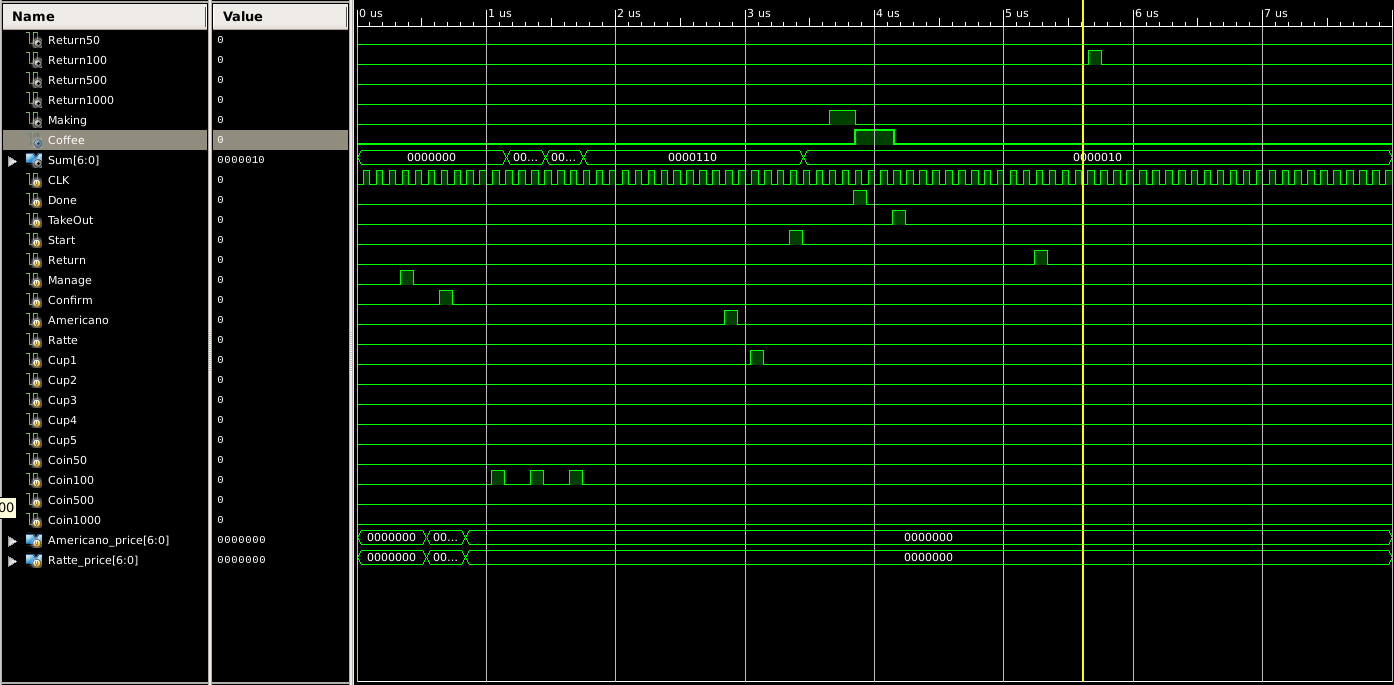 Name Value 0 us 1 us 2 us 3 us 4 us 5 us 6 us 7 us
Return50 0
Return100 0
Return500 0
Return1000 0
Making 0
Coffee 0
Sum[6:0] 0000010 0000000 00... 00... 0000110 0000010
CLK 0
Done 0
TakeOut 0
Start 0
Return 0
Manage 0
Confirm 0
Americano 0
Ratte 0
Cup1 0
Cup2 0
Cup3 0
Cup4 0
Cup5 0
Coin50 0
Coin100 0
Coin500 0
00
Coin1000 0
Americano_price[6:0] 0000000 0000000 00... 0000000
Ratte_price[6:0] 0000000 0000000 00... 0000000